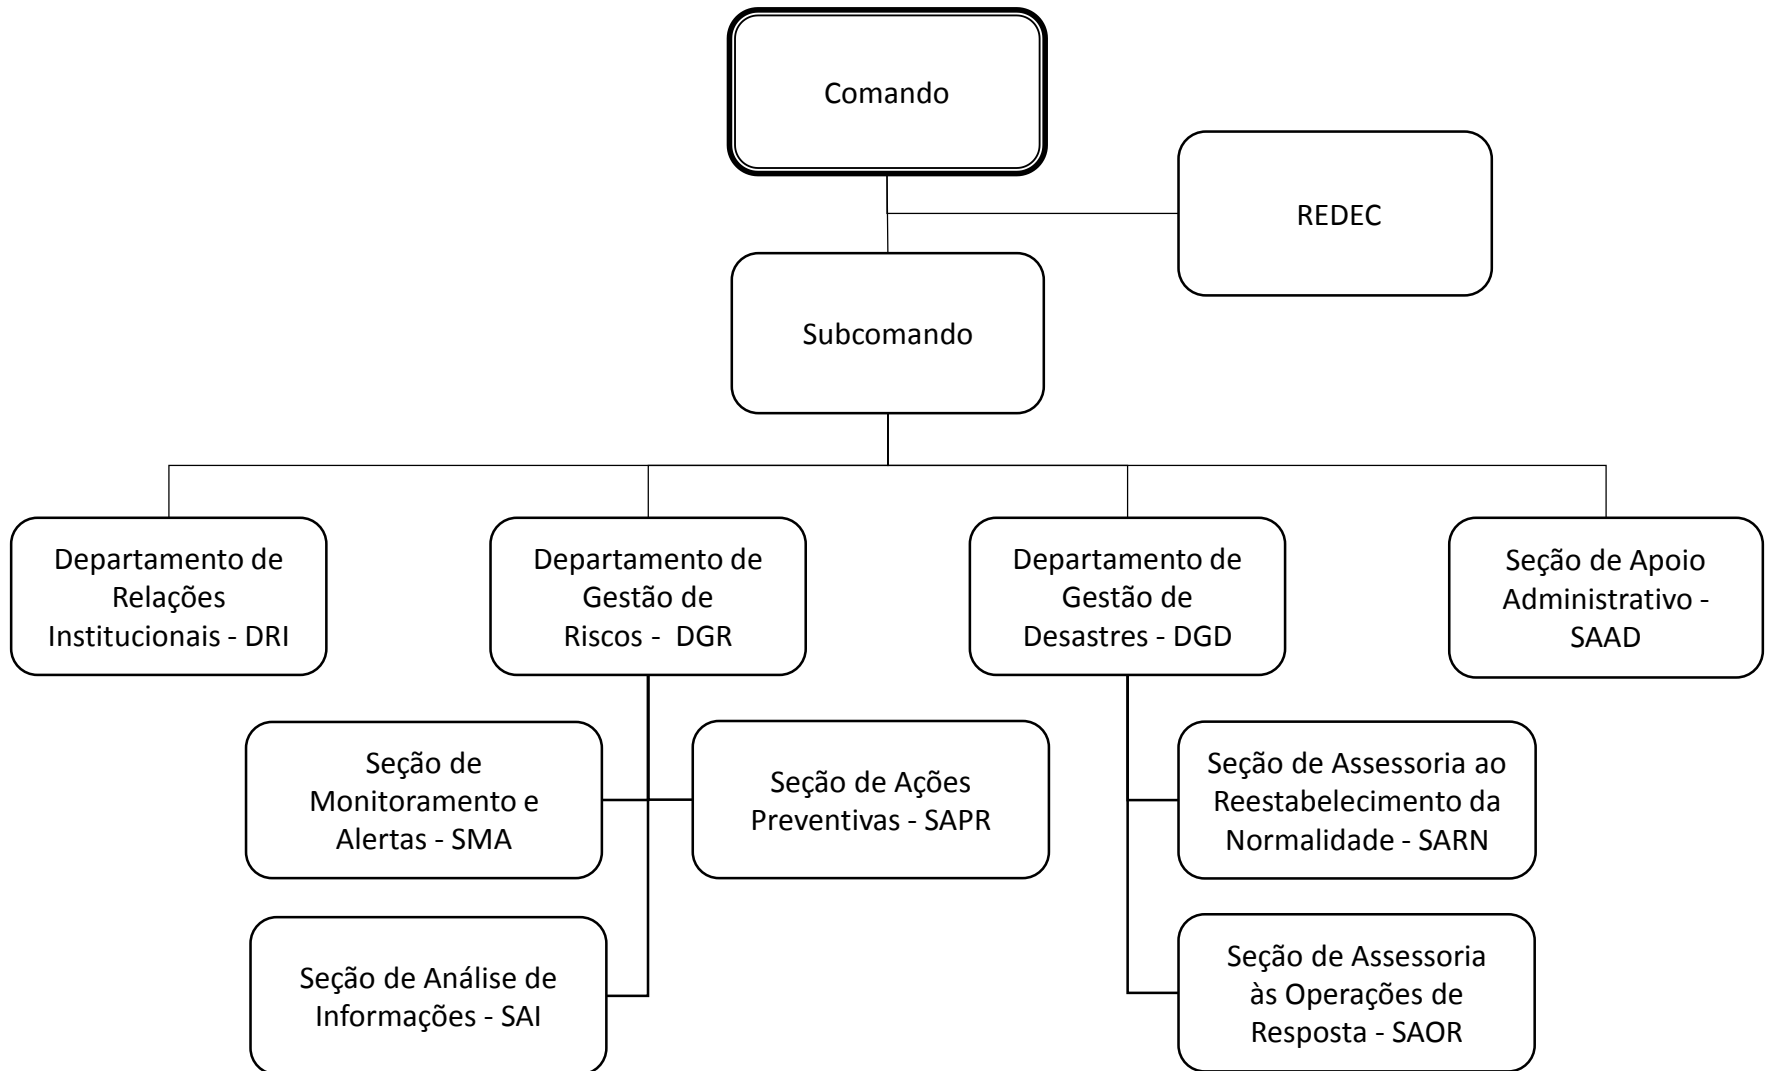 Comando
REDEC
Subcomando
Departamento de
Relações
Institucionais - DRI
Departamento de
Gestão de
Riscos -  DGR
Departamento de
Gestão de
Desastres - DGD
Seção de Apoio
Administrativo -
SAAD
Seção de
Monitoramento e
Alertas - SMA
Seção de Ações
Preventivas - SAPR
Seção de Assessoria ao
Reestabelecimento da
Normalidade - SARN
Seção de Análise de
Informações - SAI
Seção de Assessoria
às Operações de
Resposta - SAOR